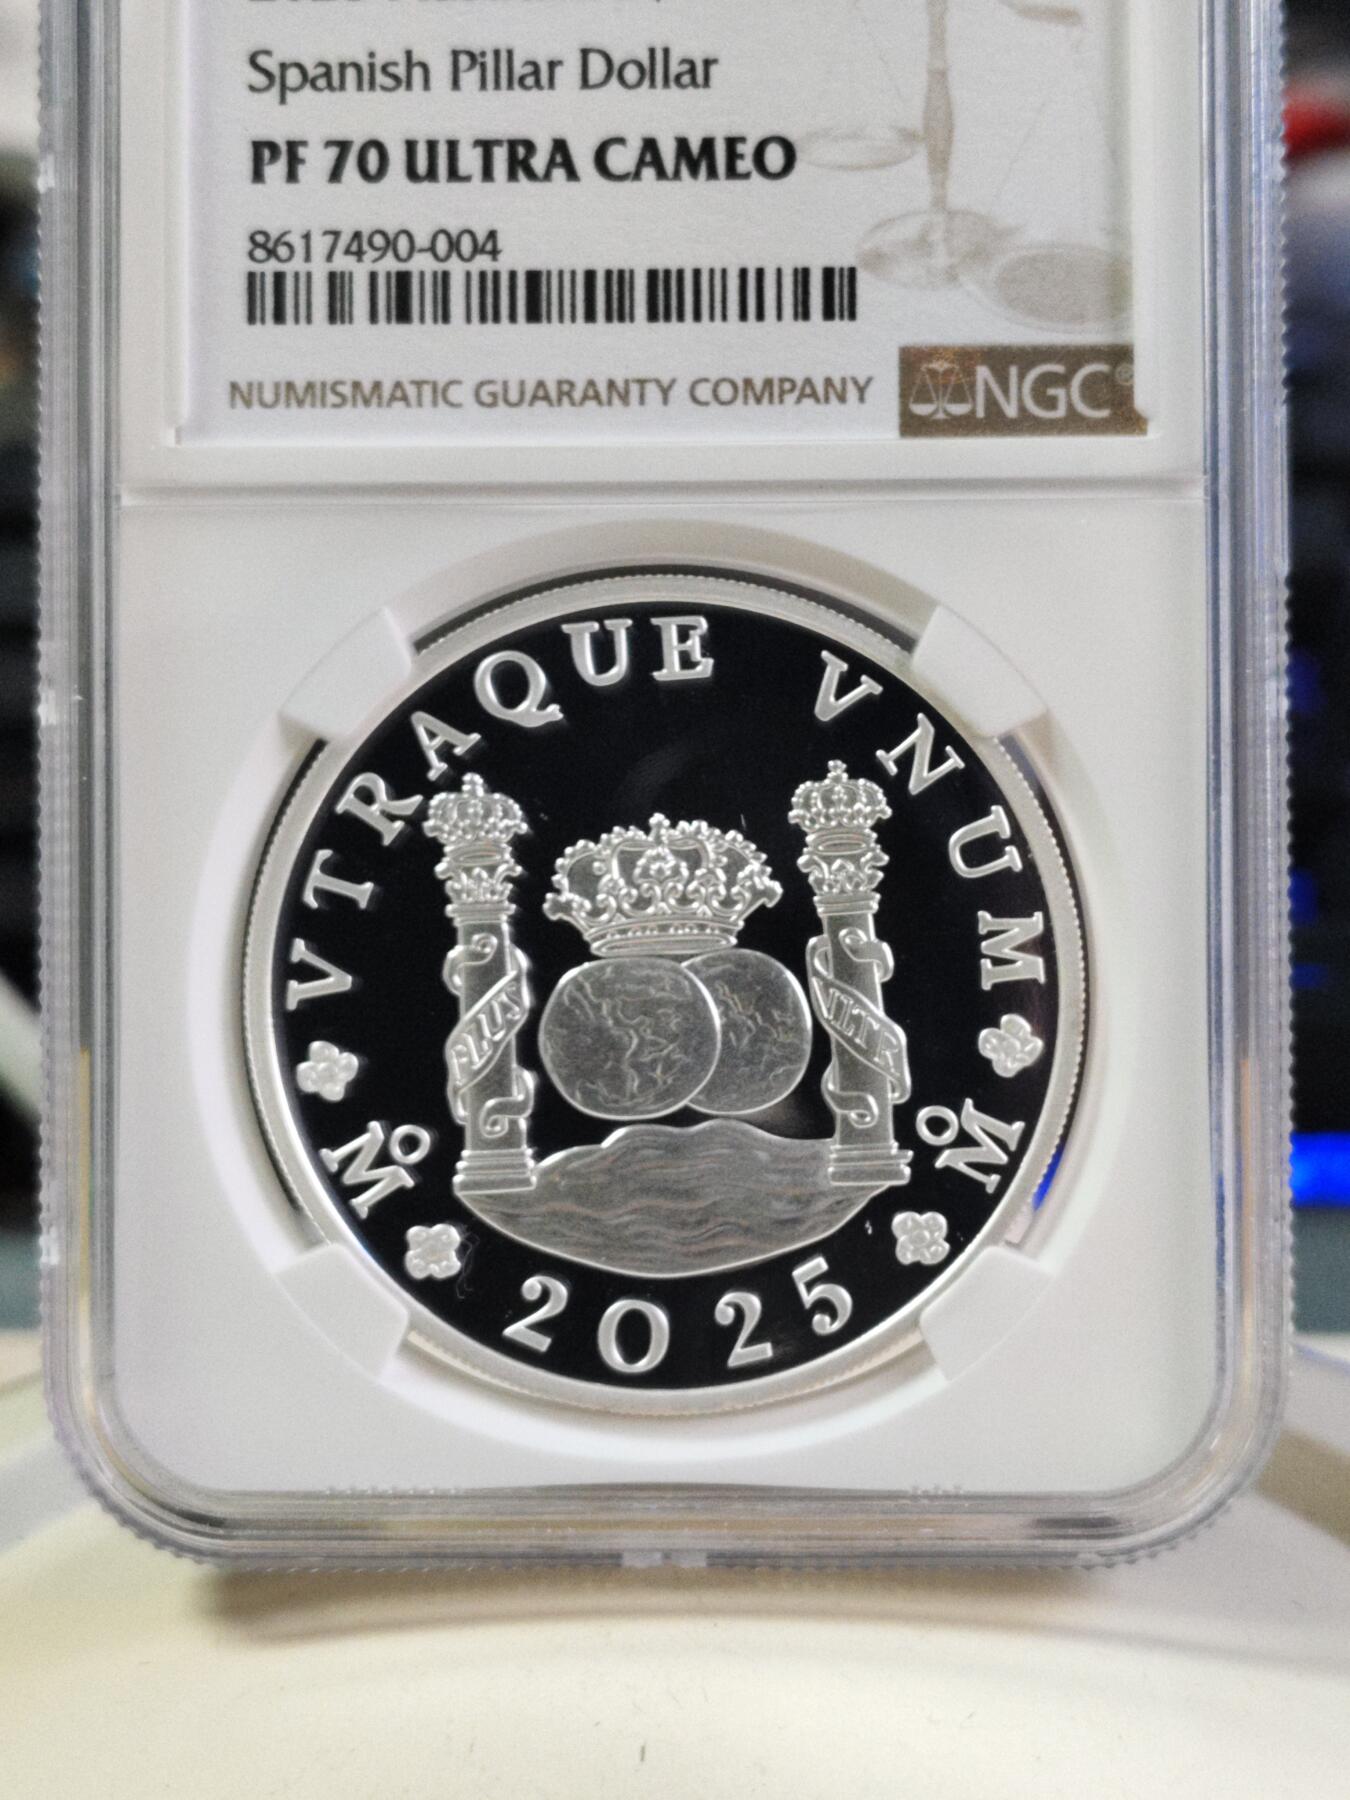 Spanish Pillar Dollar
PF 70 ULTRA CAMEO
8617490-004
NUMISMATIC GUARANTY COMPANY
NGC®
VTRAQUE VNUM
PLUS
VLTR
Mo
2025
Mo